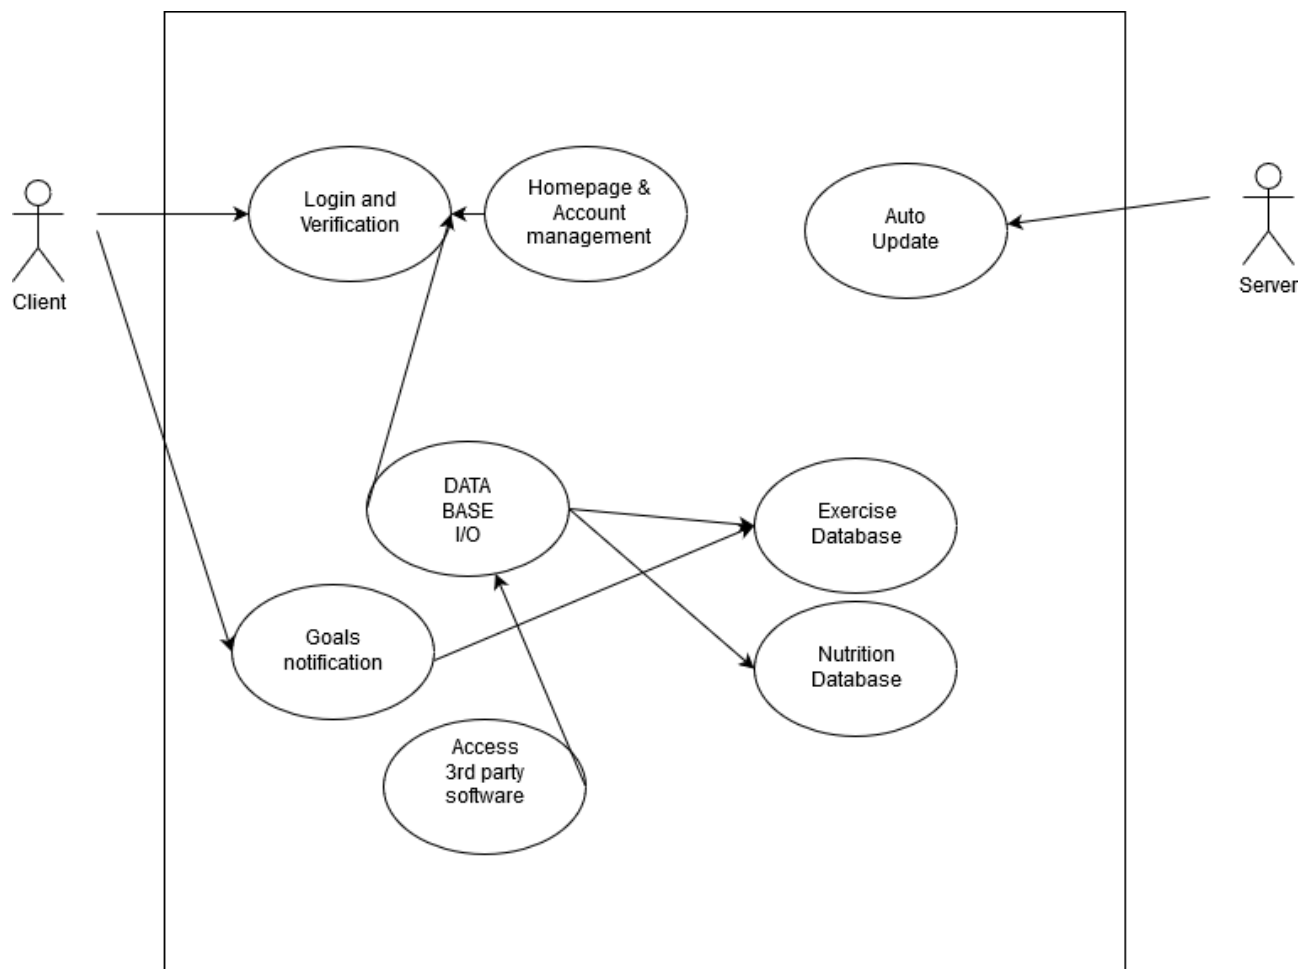 Login and
Verification
Homepage &
Account
management
Auto
Update
Client
Server
DATA
BASE
I/O
Exercise
Database
Goals
notification
Nutrition
Database
Access
3rd party
software